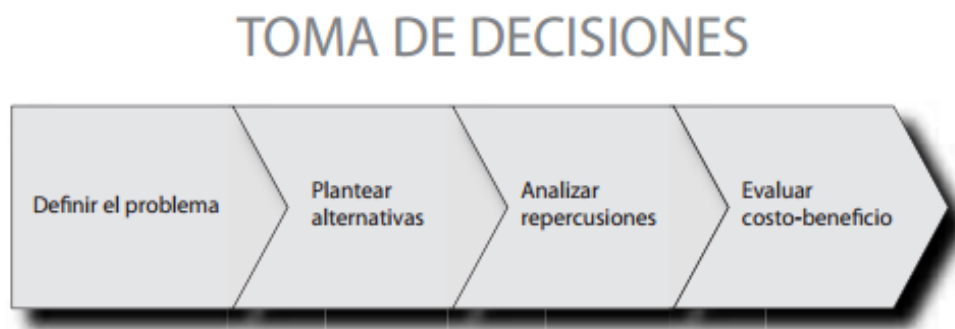 TOMA DE DECISIONES
Definir el problema
Plantear
alternativas
Analizar
repercusiones
Evaluar
costo-beneficio